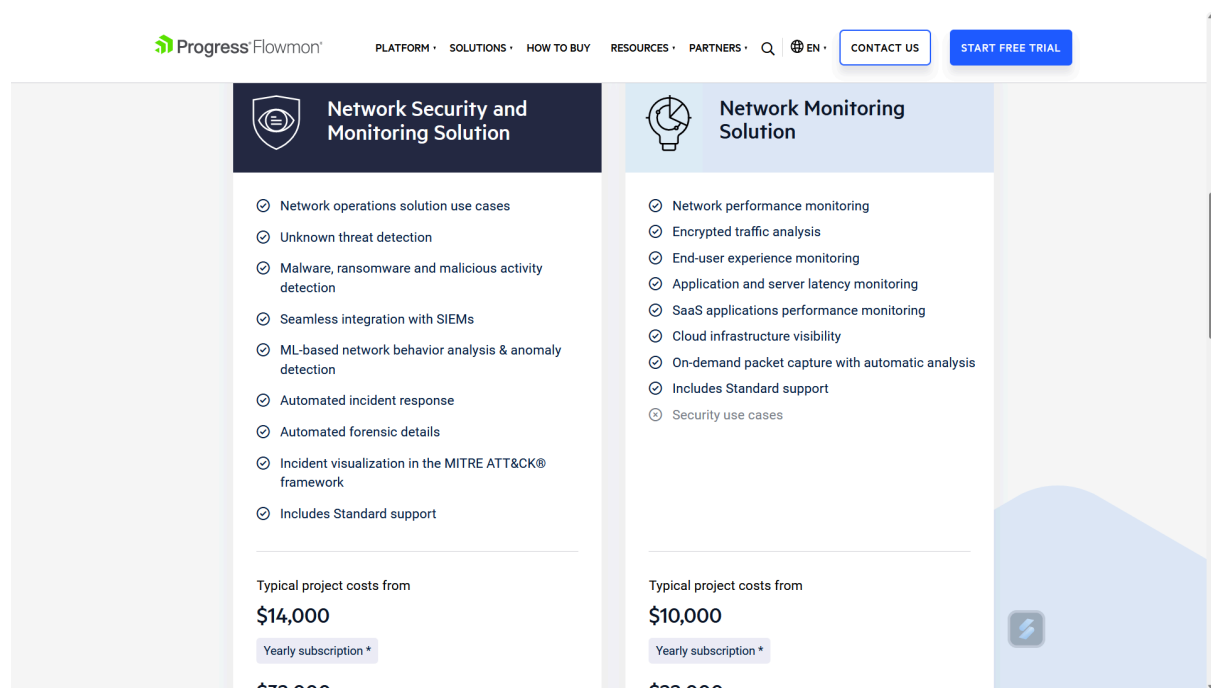 Progress® Flowmon®
PLATFORM
SOLUTIONS
HOW TO BUY
RESOURCES
PARTNERS
EN
CONTACT US
START FREE TRIAL
Network Security and
Monitoring Solution
Network operations solution use cases
Unknown threat detection
Malware, ransomware and malicious activity
detection
Seamless integration with SIEMs
ML-based network behavior analysis & anomaly
detection
Automated incident response
Automated forensic details
Incident visualization in the MITRE ATT&CK®
framework
Includes Standard support
Typical project costs from
$14,000
Yearly subscription *
Network Monitoring
Solution
Network performance monitoring
Encrypted traffic analysis
End-user experience monitoring
Application and server latency monitoring
SaaS applications performance monitoring
Cloud infrastructure visibility
On-demand packet capture with automatic analysis
Includes Standard support
Security use cases
Typical project costs from
$10,000
Yearly subscription *